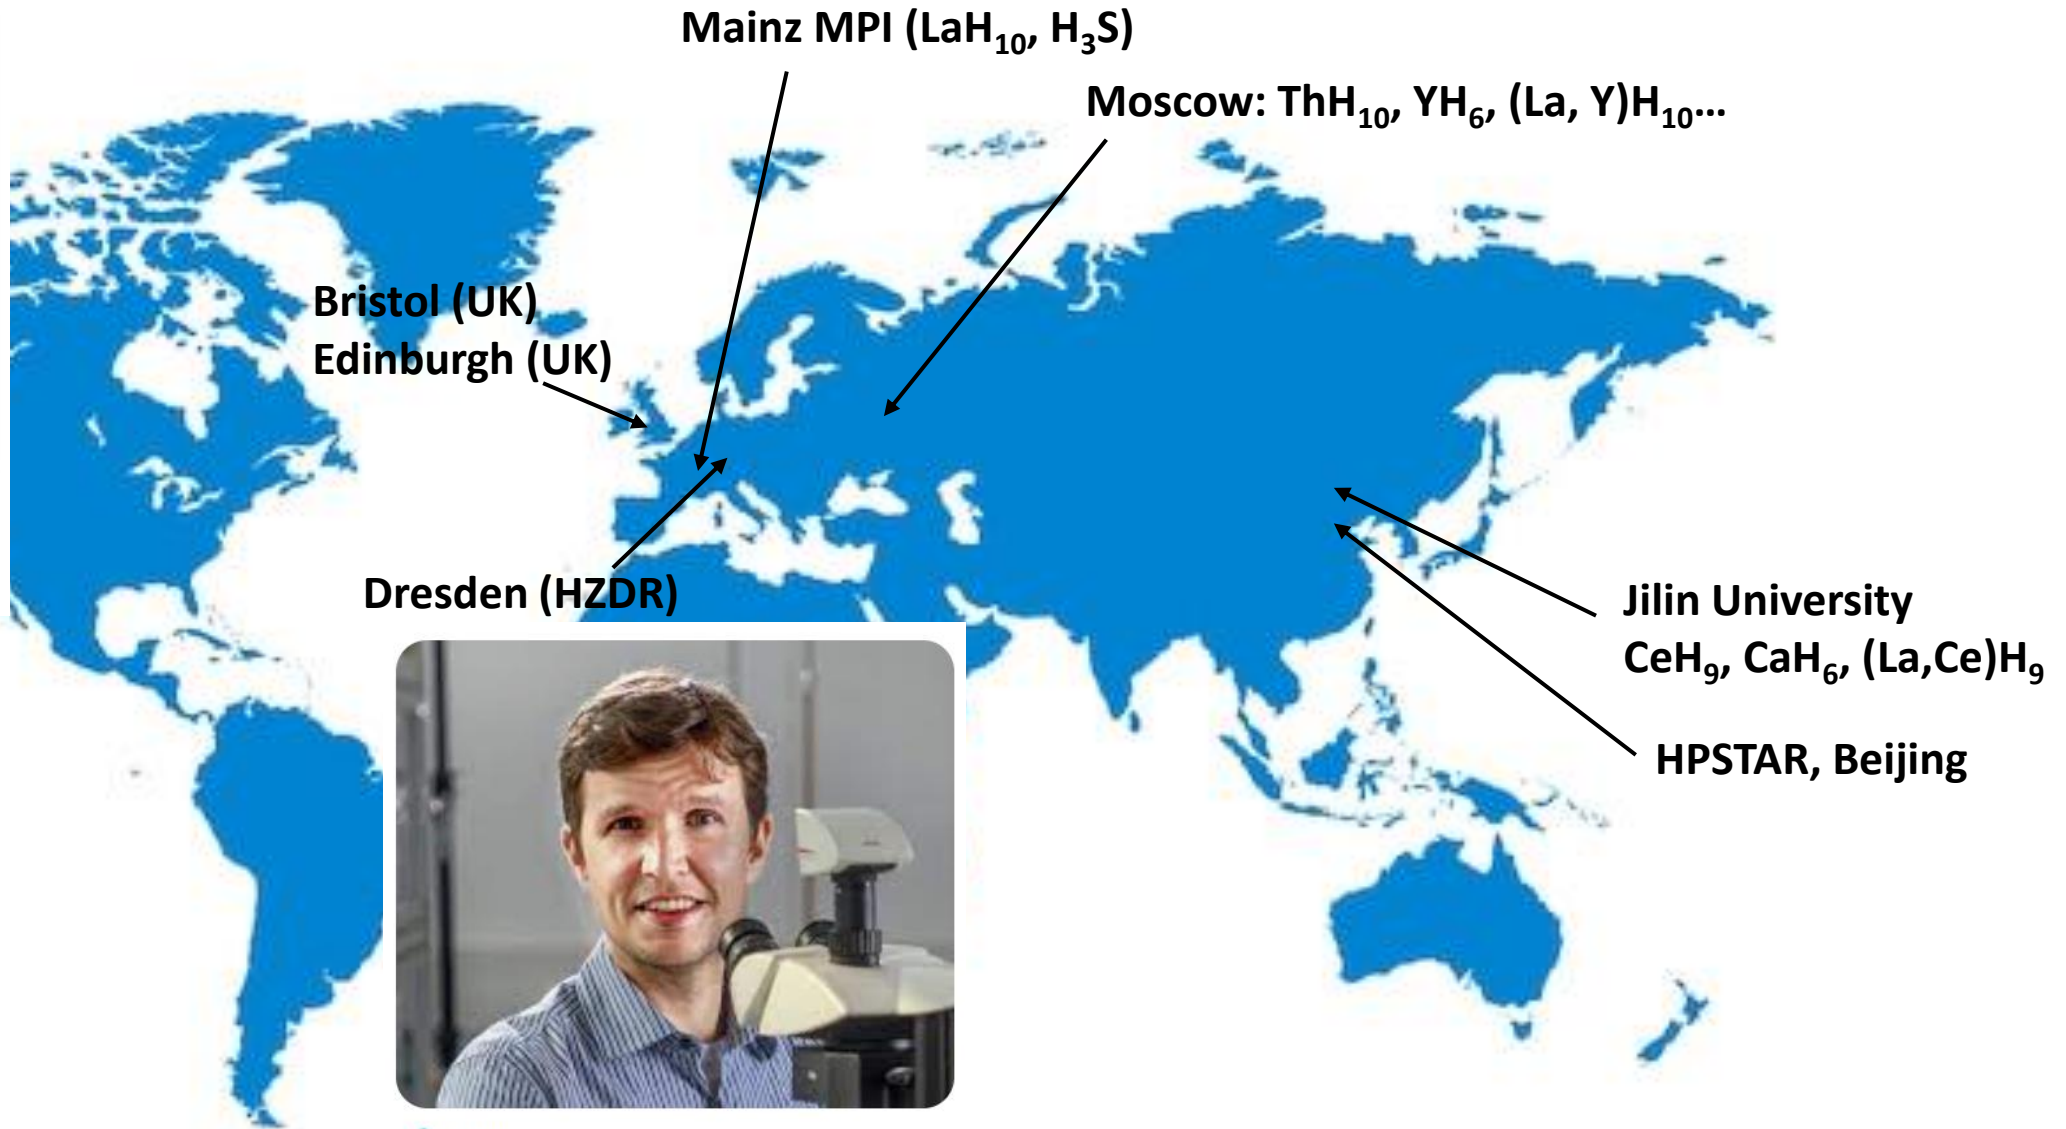 Mainz MPI (LaH₁₀, H₃S)
Moscow: ThH₁₀, YH₆, (La, Y)H₁₀...
Bristol (UK)
Edinburgh (UK)
Dresden (HZDR)
Jilin University
CeH₉, CaH₆, (La,Ce)H₉
HPSTAR, Beijing